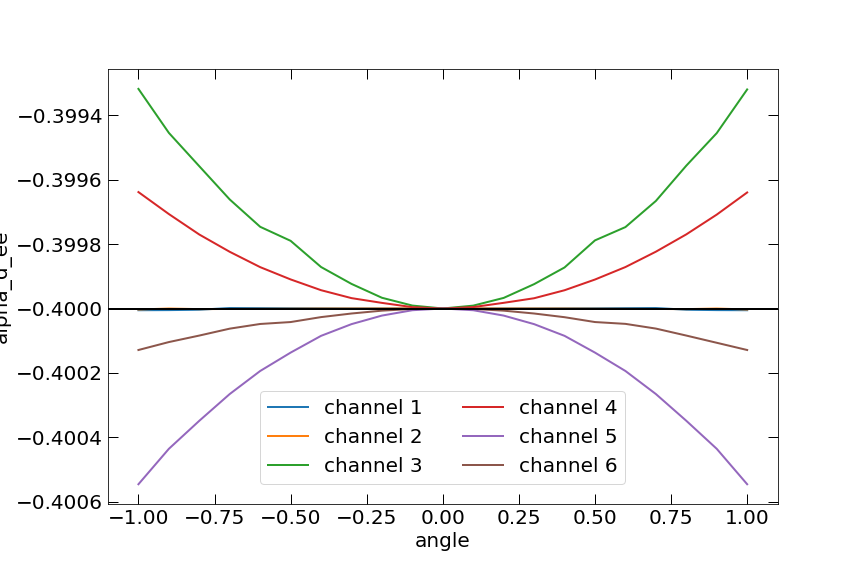 −0.3994
−0.3996
−0.3998
−0.4000
−0.4002
−0.4004
−0.4006
alpha_d_ee
channel 1
channel 2
channel 3
channel 4
channel 5
channel 6
−1.00 −0.75 −0.50 −0.25 0.00 0.25 0.50 0.75 1.00
angle